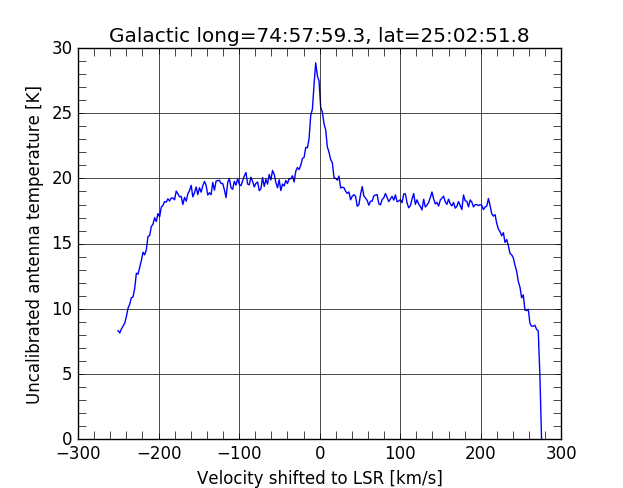 Galactic long=74:57:59.3, lat=25:02:51.8
30
25
20
15
10
5
0
−300 −200 −100 0 100 200 300
Uncalibrated antenna temperature [K]
Velocity shifted to LSR [km/s]